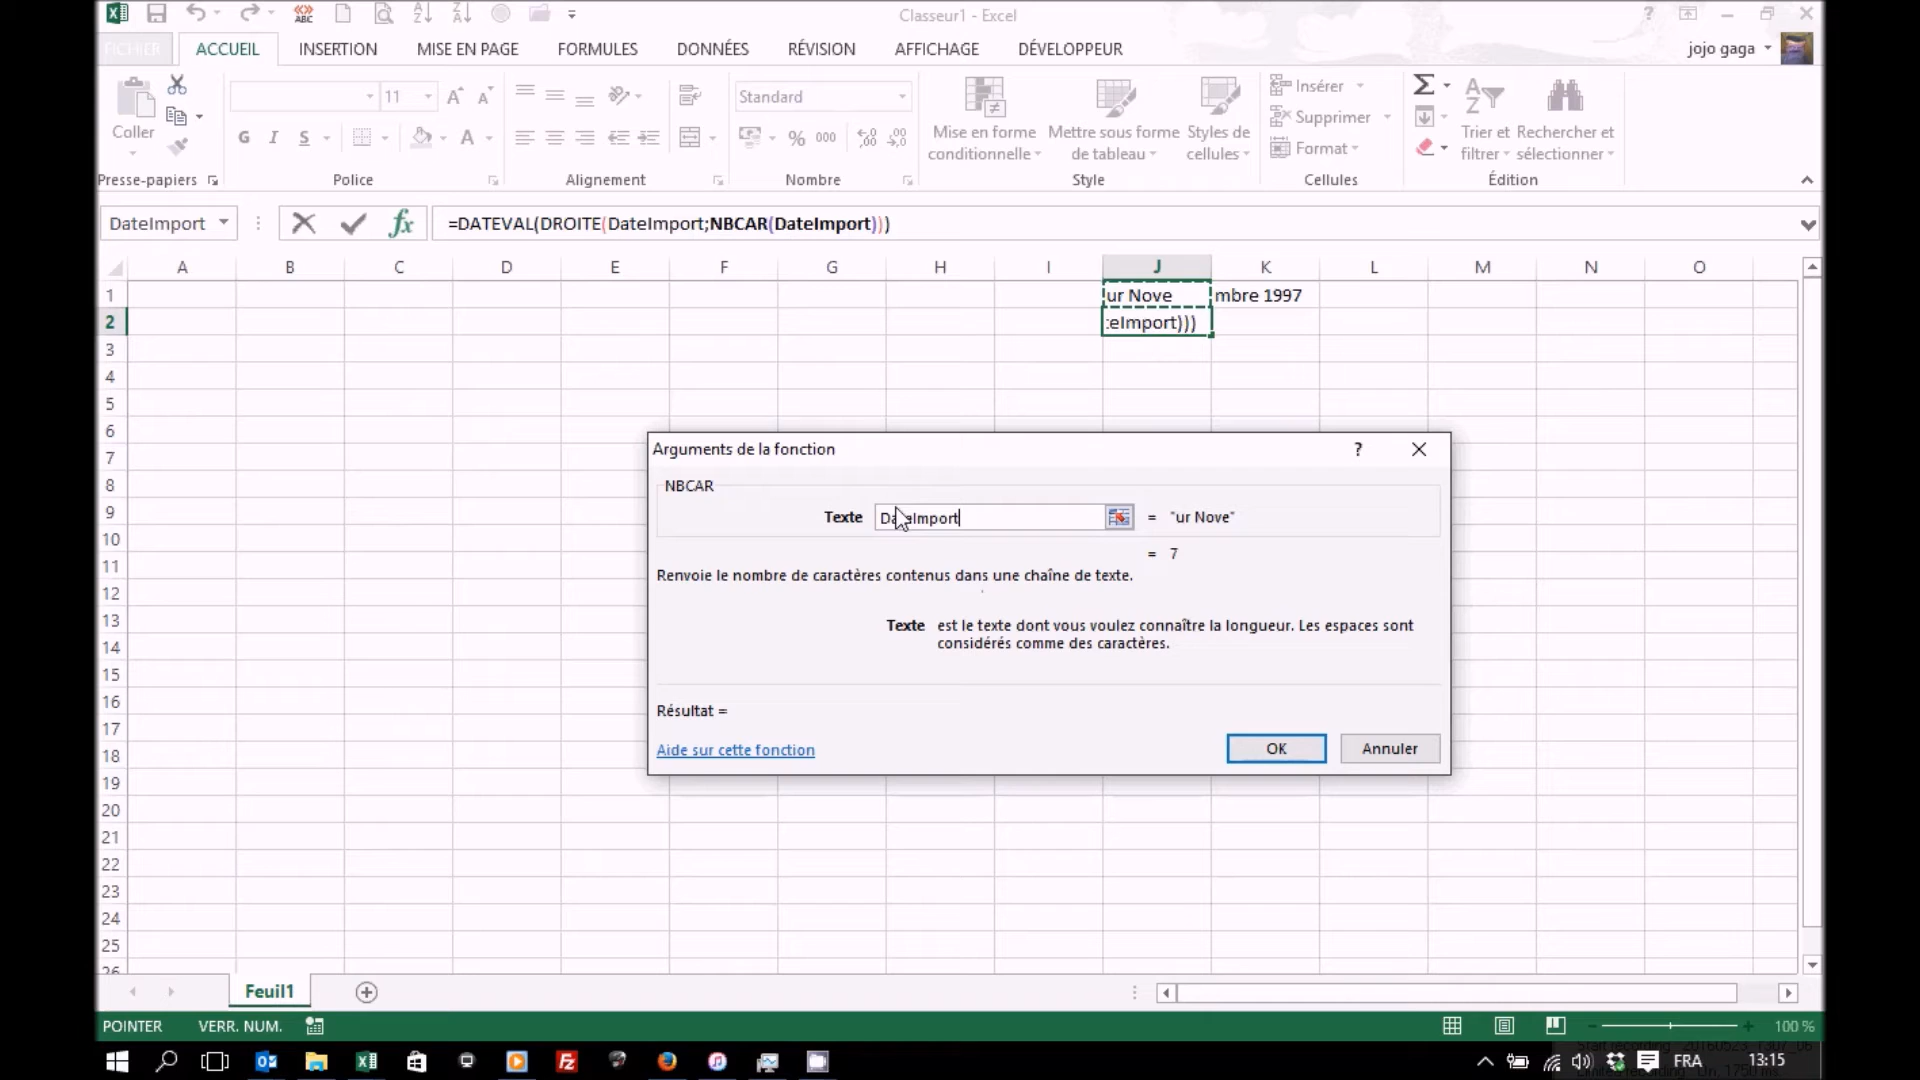 Classeur1 - Excel
FICHIER ACCUEIL INSERTION MISE EN PAGE FORMULES DONNÉES RÉVISION AFFICHAGE DÉVELOPPEUR jojo gaga
Coller
11
G I S
Standard
% 000
Mise en forme conditionnelle
Mettre sous forme de tableau
Styles de cellules
Insérer
Supprimer
Format
Trier et filtrer
Rechercher et sélectionner
Presse-papiers Police Alignement Nombre Style Cellules Édition
DateImport =DATEVAL(DROITE(DateImport;NBCAR(DateImport)))
A B C D E F G H I J K L M N O
1 ur Nove mbre 1997
2 :eImport)))
3
4
5
6
7
8
9
10
11
12
13
14
15
16
17
18
19
20
21
22
23
24
25
26
Arguments de la fonction ?
NBCAR
Texte DateImport = "ur Nove"
= 7
Renvoie le nombre de caractères contenus dans une chaîne de texte.
Texte est le texte dont vous voulez connaître la longueur. Les espaces sont
considérés comme des caractères.
Résultat =
Aide sur cette fonction OK Annuler
Feuil1
POINTER VERR. NUM. 100 %
FRA 13:15